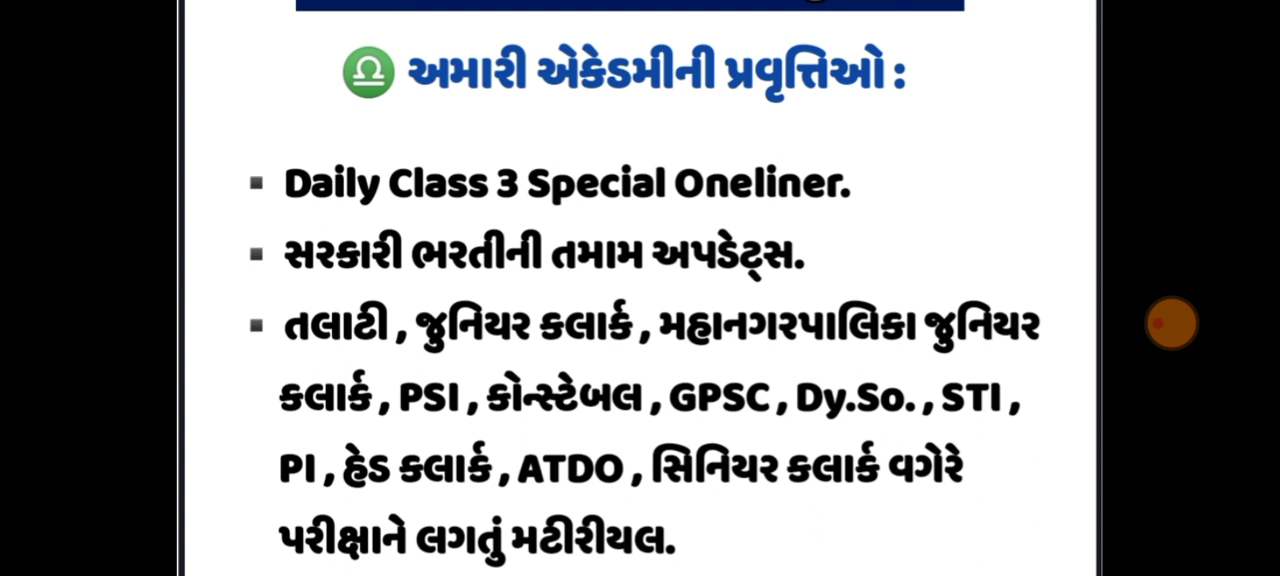 ♎ અમારી એકેડમીની પ્રવૃત્તિઓ :
▪ Daily Class 3 Special Oneliner.
▪ સરકારી ભરતીની તમામ અપડેટ્સ.
▪ તલાટી , જુનિયર કલાર્ક , મહાનગરપાલિકા જુનિયર
કલાર્ક , PSI , કોન્સ્ટેબલ , GPSC , Dy.So. , STI ,
PI , હેડ કલાર્ક , ATDO , સિનિયર કલાર્ક વગેરે
પરીક્ષાને લગતું મટીરીયલ.